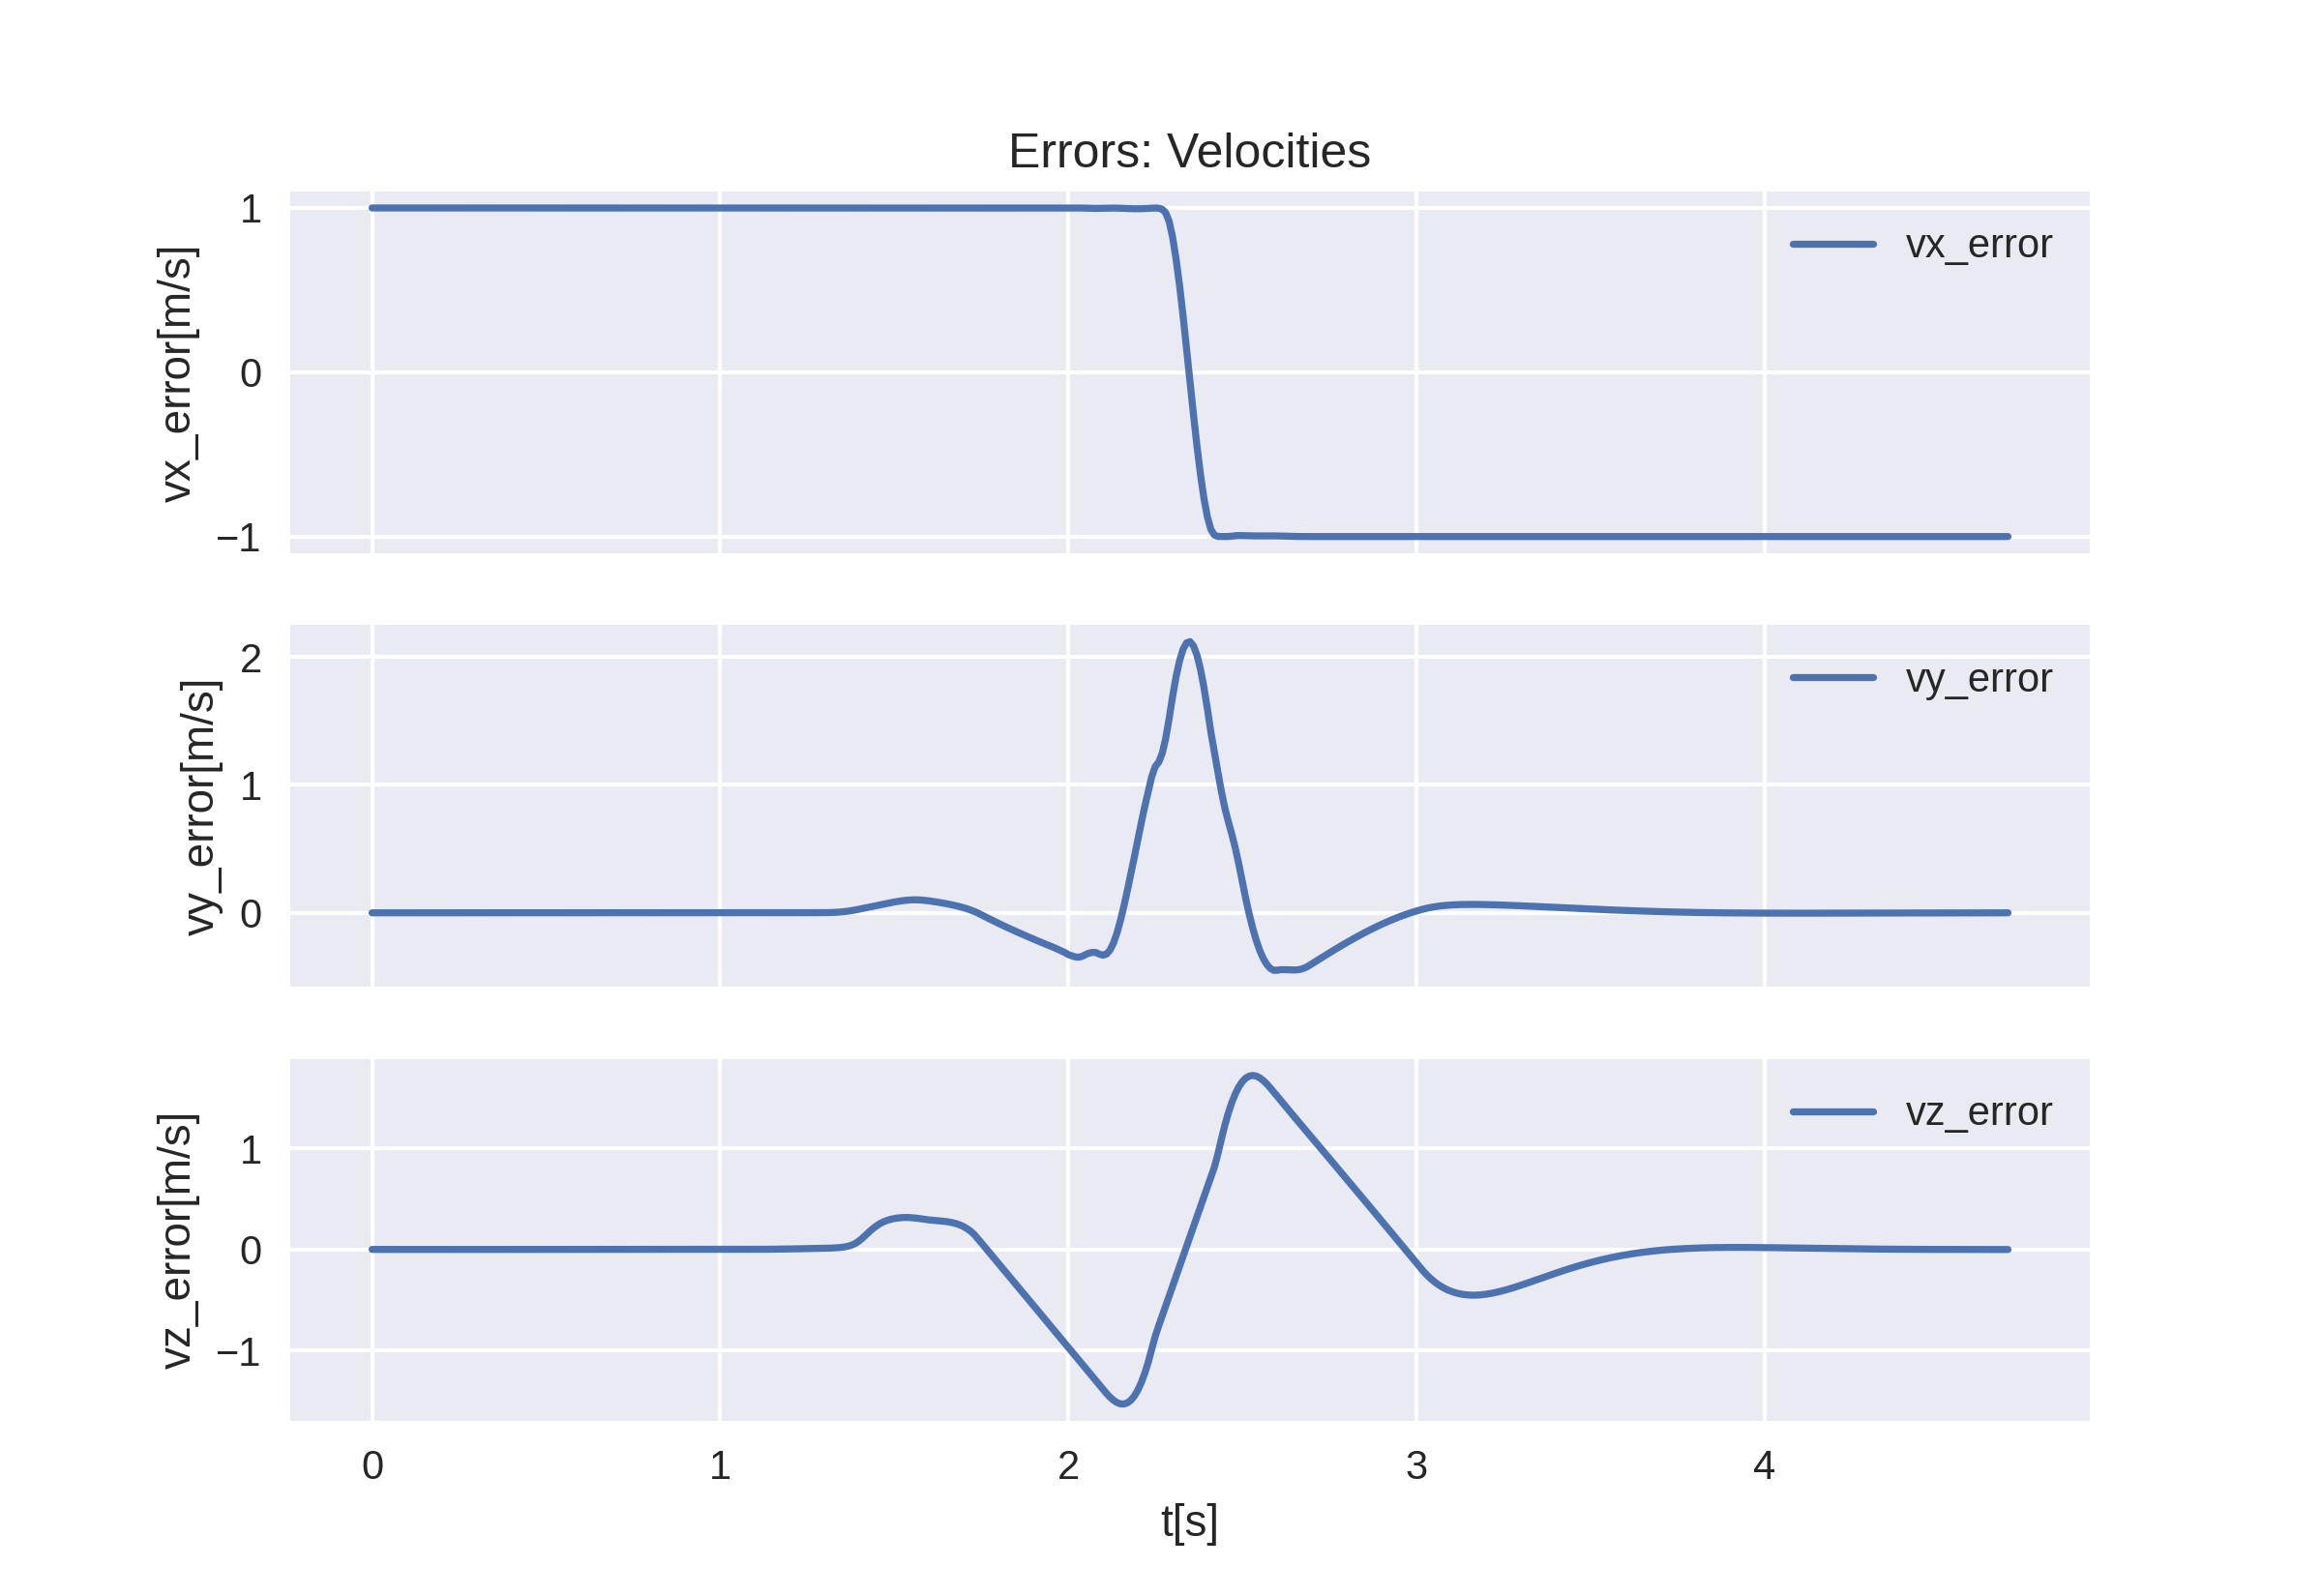 Errors: Velocities
1
0
−1
vx_error[m/s]
vx_error
2
1
0
vy_error[m/s]
vy_error
1
0
−1
vz_error[m/s]
vz_error
0 1 2 3 4
t[s]